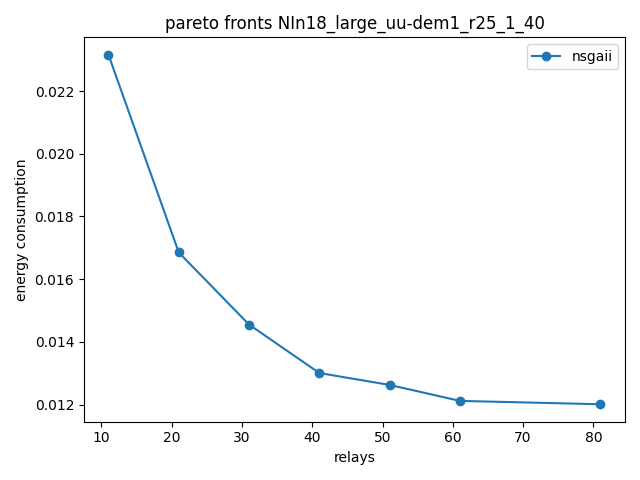 pareto fronts NIn18_large_uu-dem1_r25_1_40
nsgaii
0.022
0.020
0.018
0.016
0.014
0.012
energy consumption
10 20 30 40 50 60 70 80
relays